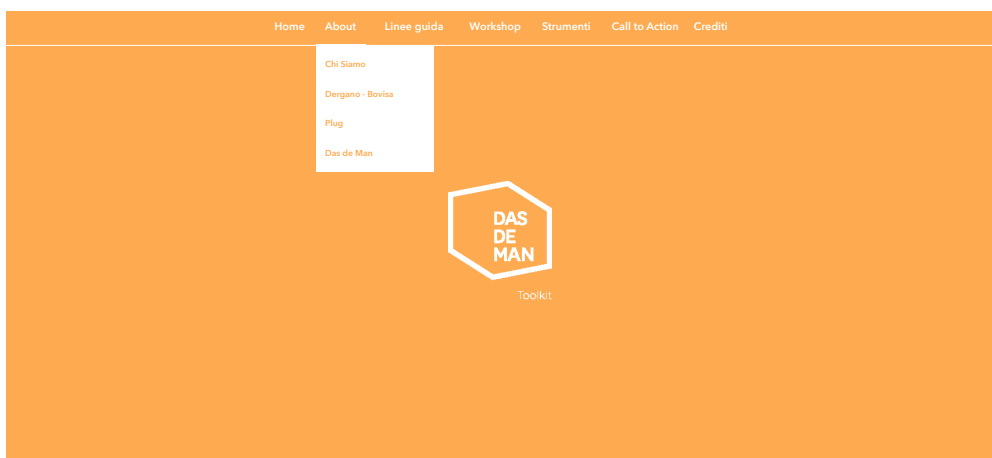 Home About Linee guida Workshop Strumenti Call to Action Crediti
Chi Siamo
Dergano - Bovisa
Plug
Das de Man
DAS
DE
MAN
Toolkit